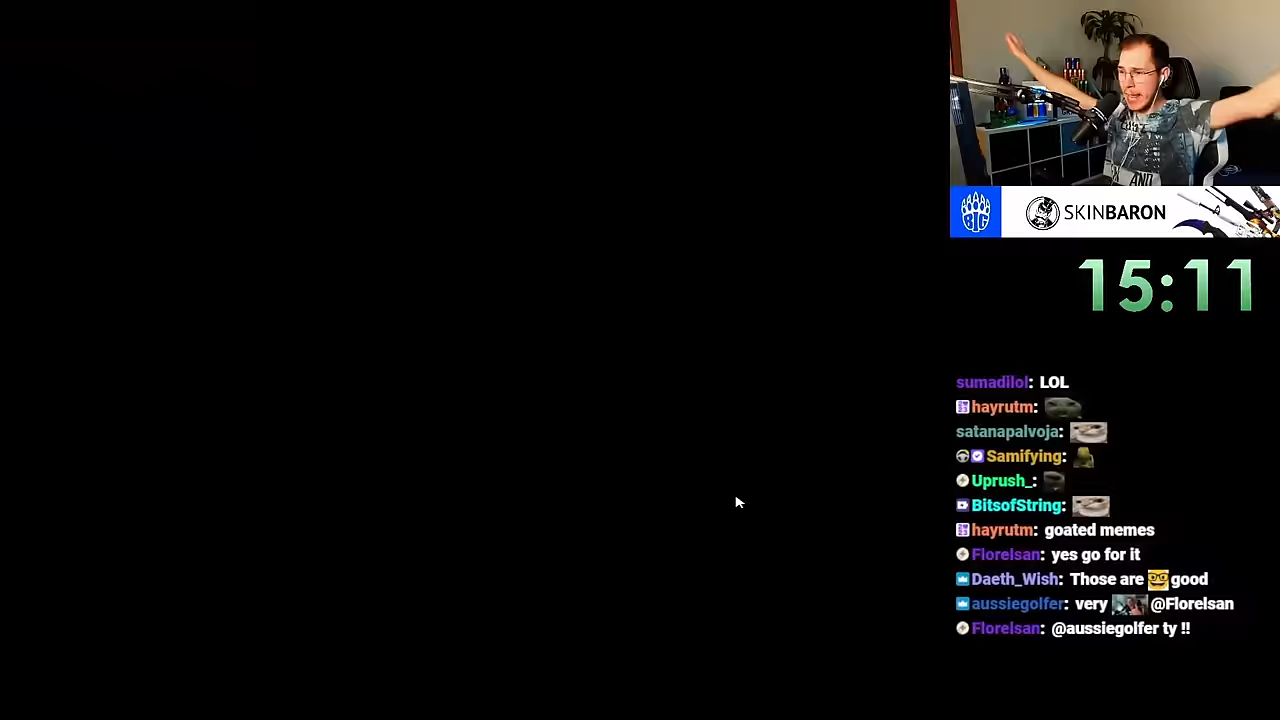 BIG
SKINBARON
15:11
sumadilol: LOL
hayrutm:
satanapalvoja:
Samifying:
Uprush_:
BitsofString:
hayrutm: goated memes
Florelsan: yes go for it
Daeth_Wish: Those are good
aussiegolfer: very @Florelsan
Florelsan: @aussiegolfer ty !!